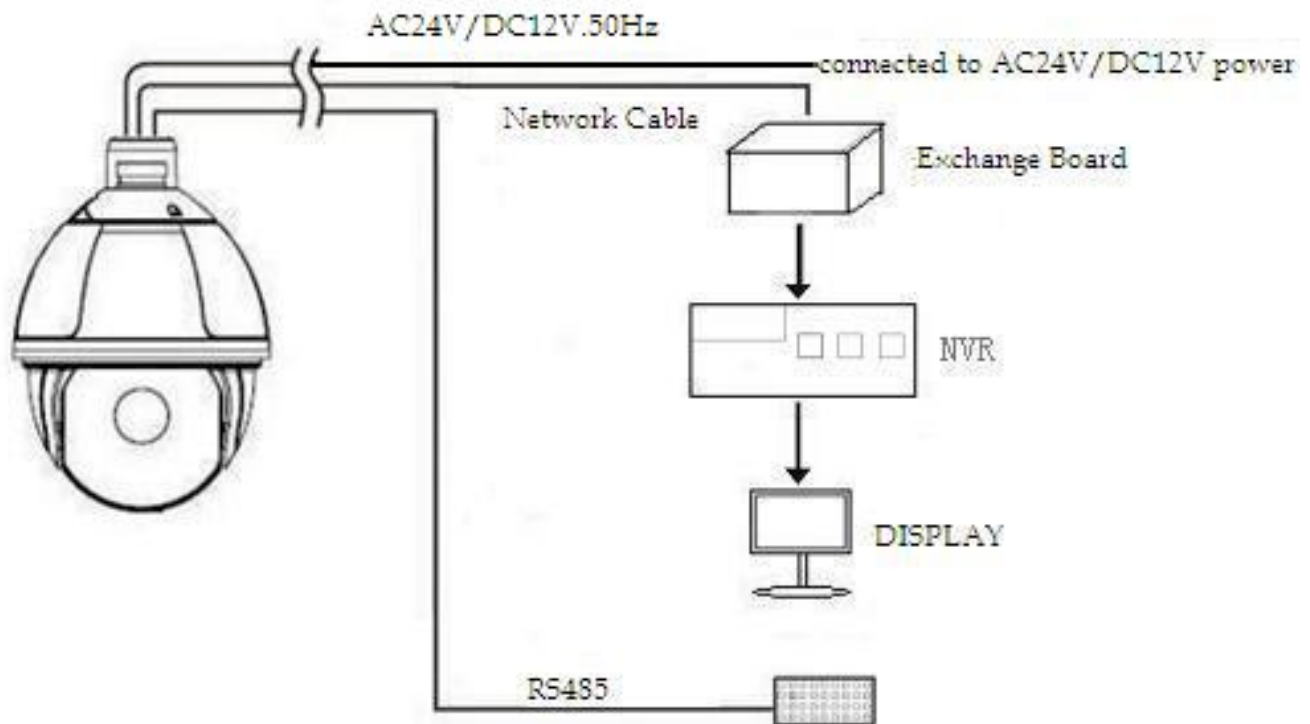 AC24V/DC12V.50Hz
connected to AC24V/DC12V power
Network Cable
Exchange Board
NVR
DISPLAY
RS485